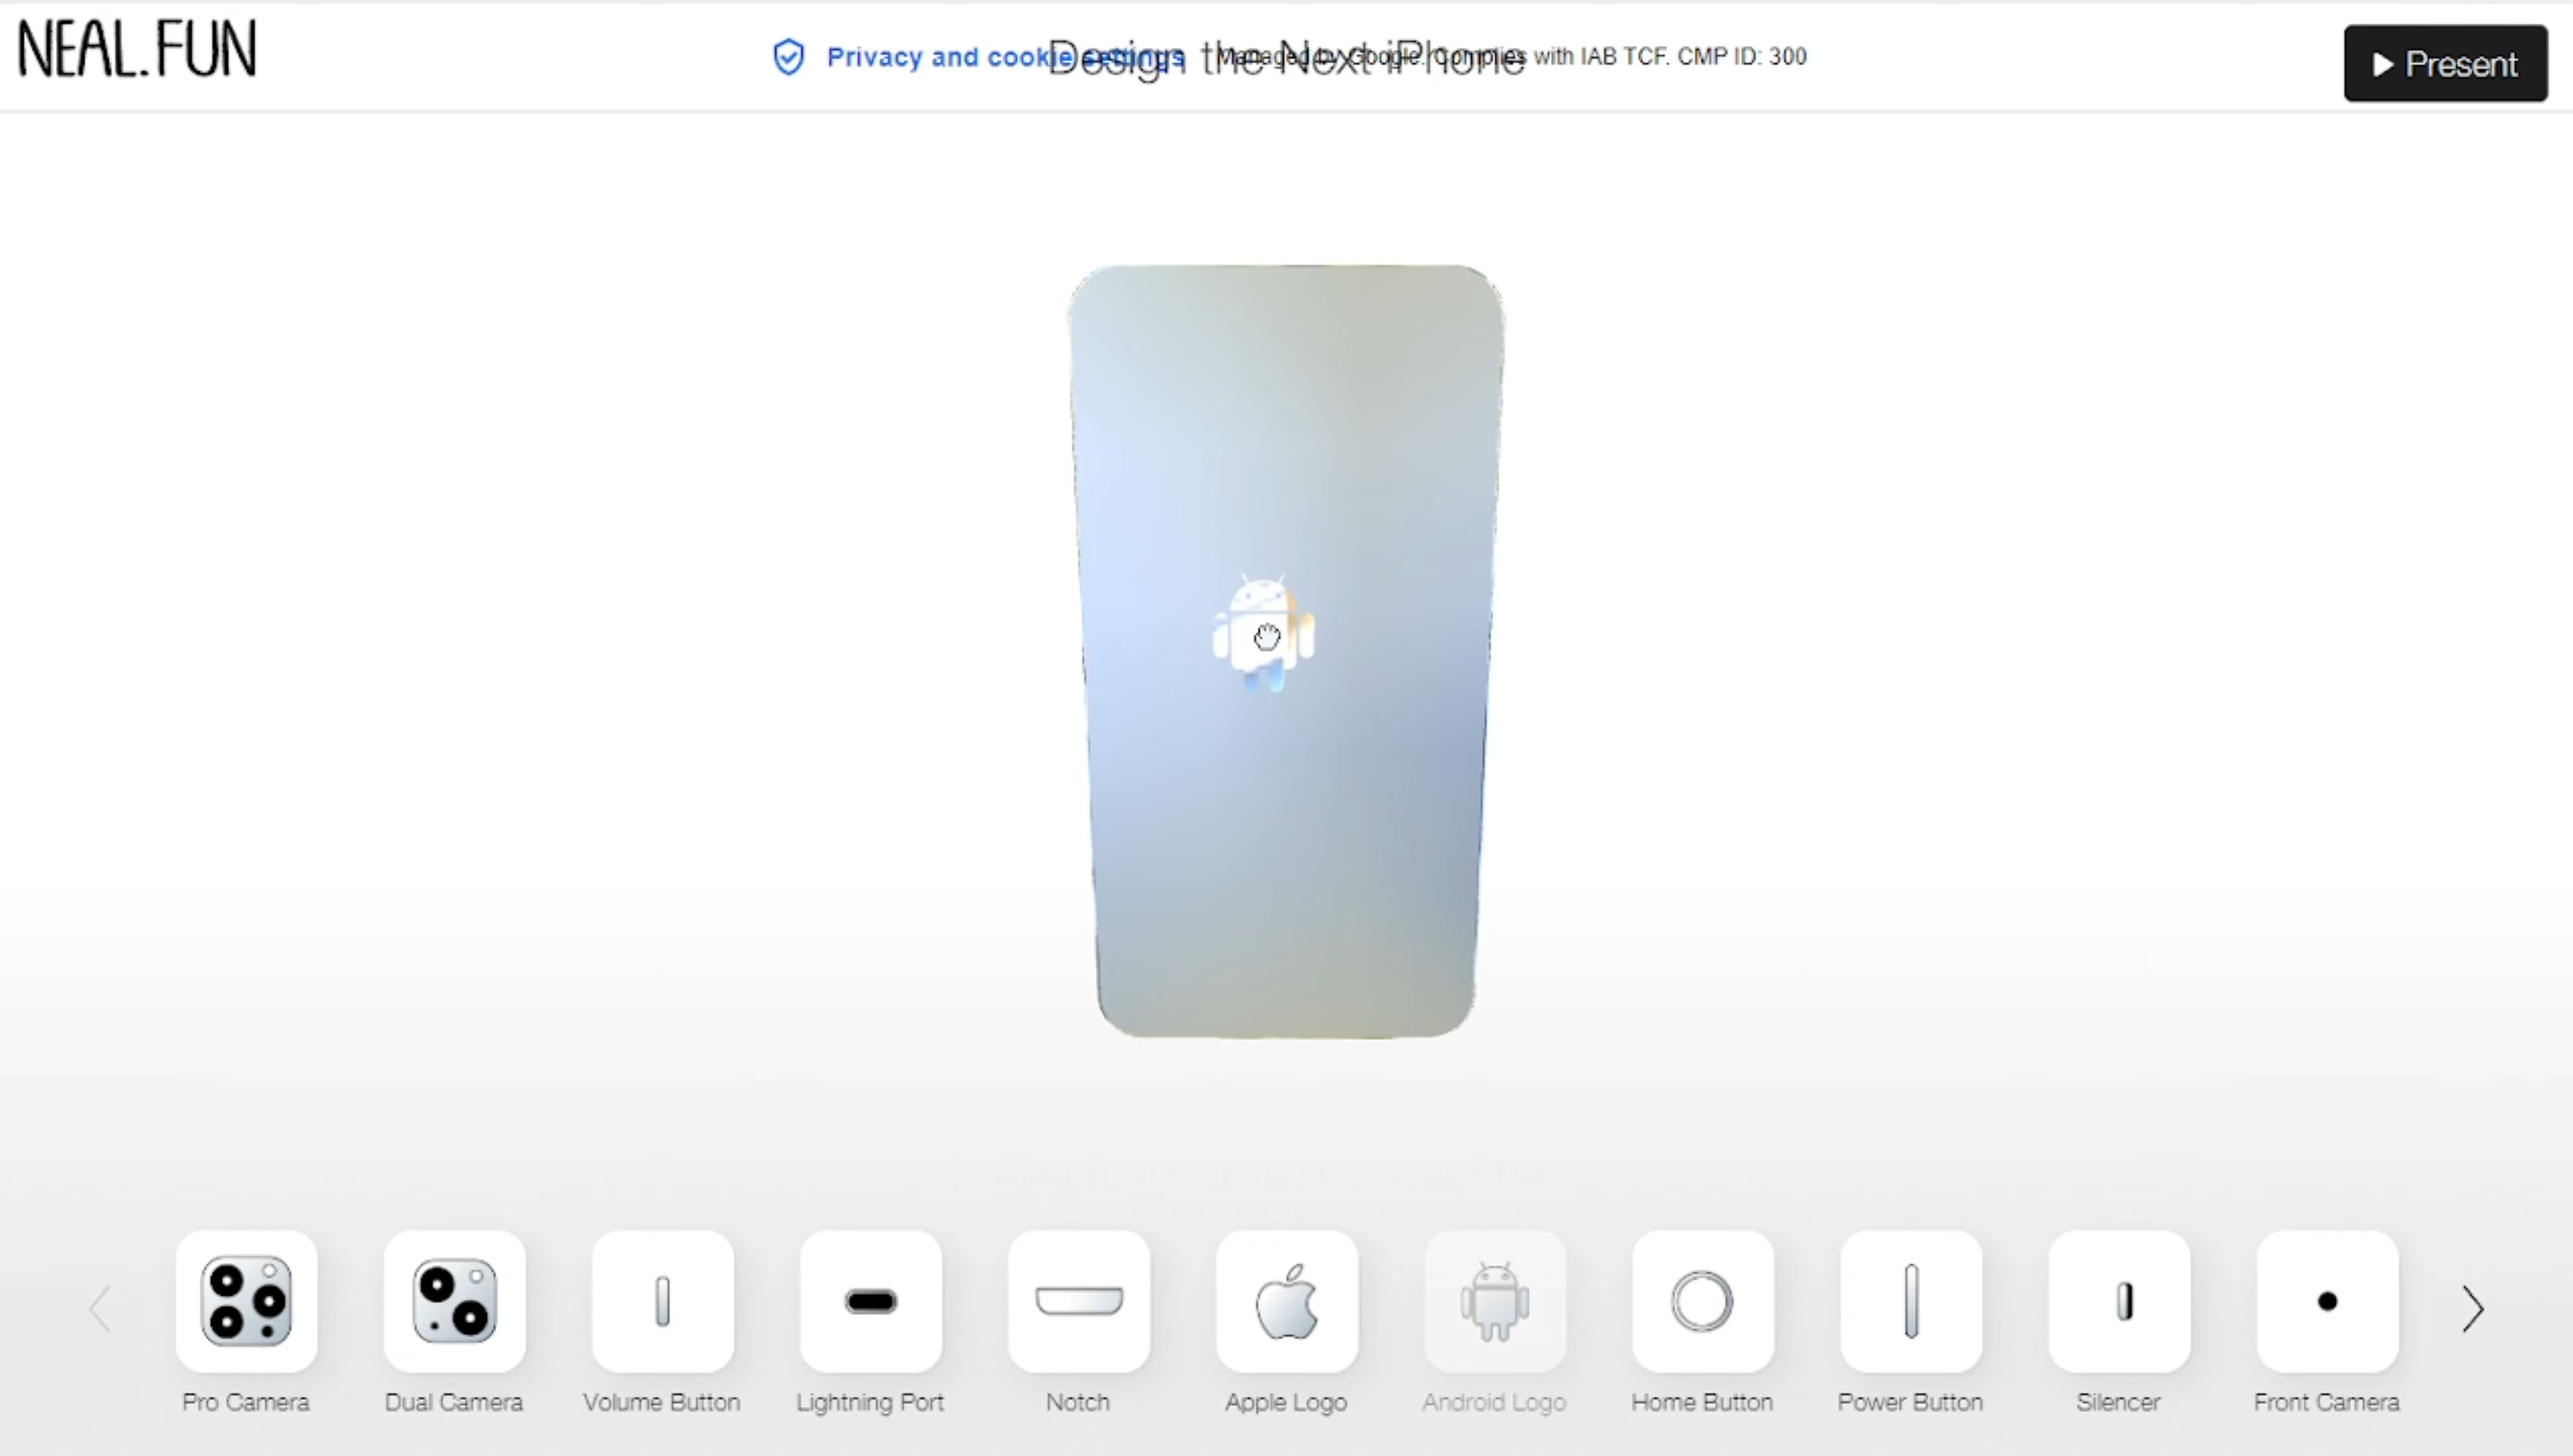 NEAL.FUN
Privacy and cookie settings
Managed by Google. Complies with IAB TCF. CMP ID: 300
Design the Next iPhone
Present
Pro Camera
Dual Camera
Volume Button
Lightning Port
Notch
Apple Logo
Android Logo
Home Button
Power Button
Silencer
Front Camera